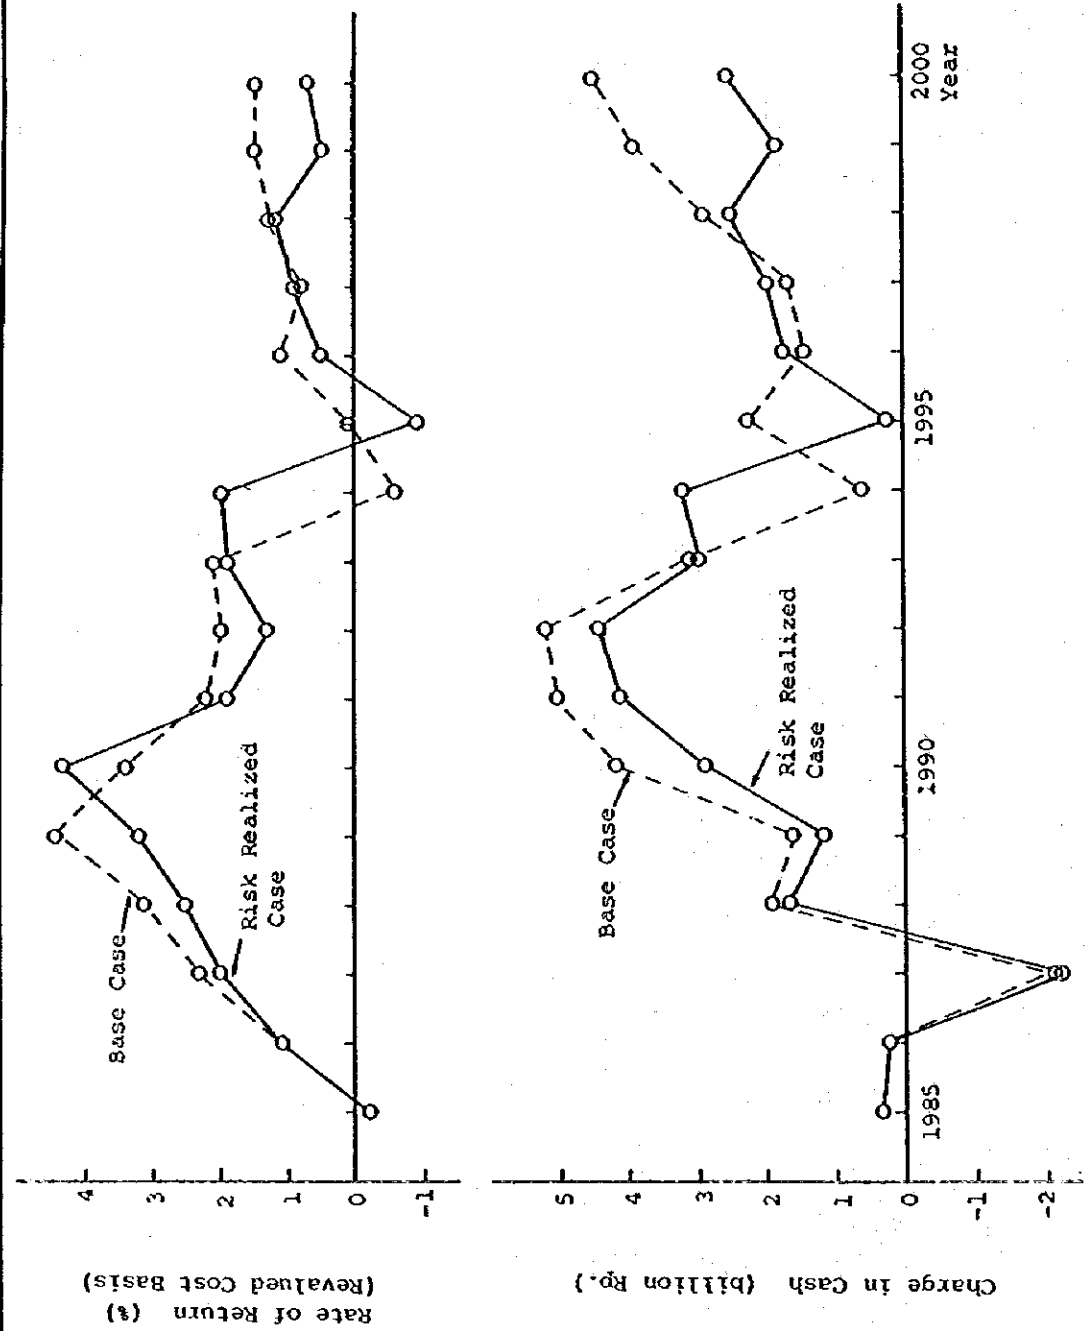 Rate of Return (%)
(Revalued Cost Basis)
4
3
2
1
0
-1
Base Case
Risk Realized
Case
Charge in Cash (billion Rp.)
5
4
3
2
1
0
-1
-2
Base Case
Risk Realized
Case
1985
1990
1995
2000
Year